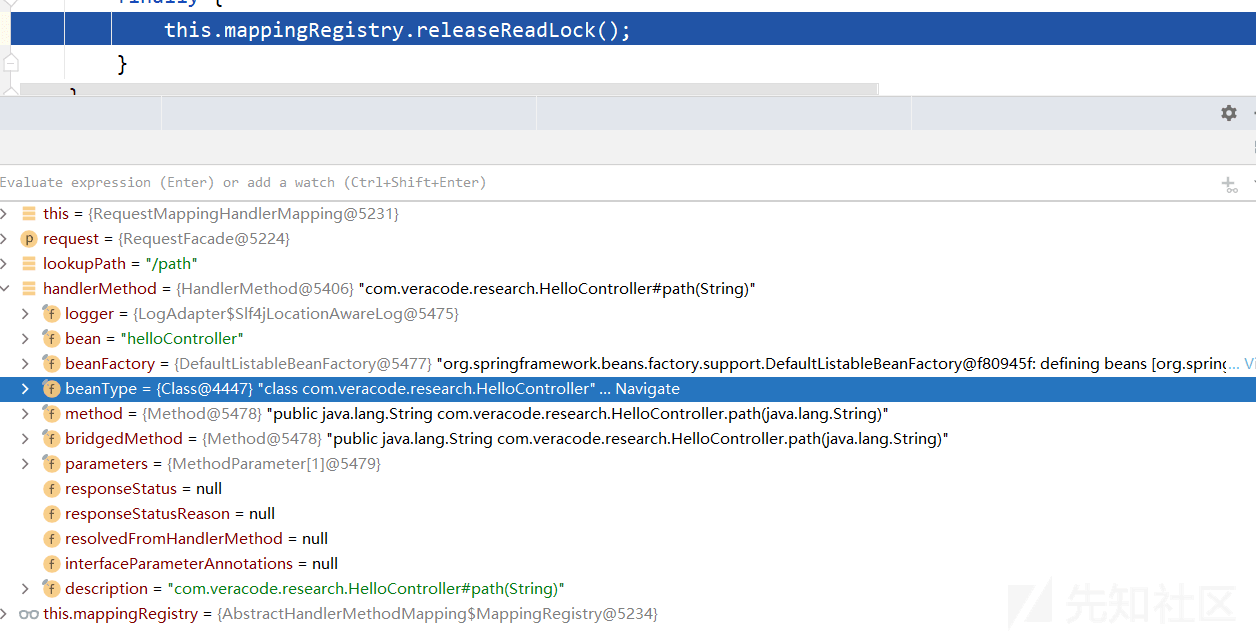 finally {
this.mappingRegistry.releaseReadLock();
}
}
Evaluate expression (Enter) or add a watch (Ctrl+Shift+Enter)
this = {RequestMappingHandlerMapping@5231}
p request = {RequestFacade@5224}
lookupPath = "/path"
handlerMethod = {HandlerMethod@5406} "com.veracode.research.HelloController#path(String)"
f logger = {LogAdapter$Slf4jLocationAwareLog@5475}
f bean = "helloController"
f beanFactory = {DefaultListableBeanFactory@5477} "org.springframework.beans.factory.support.DefaultListableBeanFactory@f80945f: defining beans [org.spring... Vi
f beanType = {Class@4447} "class com.veracode.research.HelloController" ... Navigate
f method = {Method@5478} "public java.lang.String com.veracode.research.HelloController.path(java.lang.String)"
f bridgedMethod = {Method@5478} "public java.lang.String com.veracode.research.HelloController.path(java.lang.String)"
f parameters = {MethodParameter[1]@5479}
f responseStatus = null
f responseStatusReason = null
f resolvedFromHandlerMethod = null
f interfaceParameterAnnotations = null
f description = "com.veracode.research.HelloController#path(String)"
this.mappingRegistry = {AbstractHandlerMethodMapping$MappingRegistry@5234}
先知社区